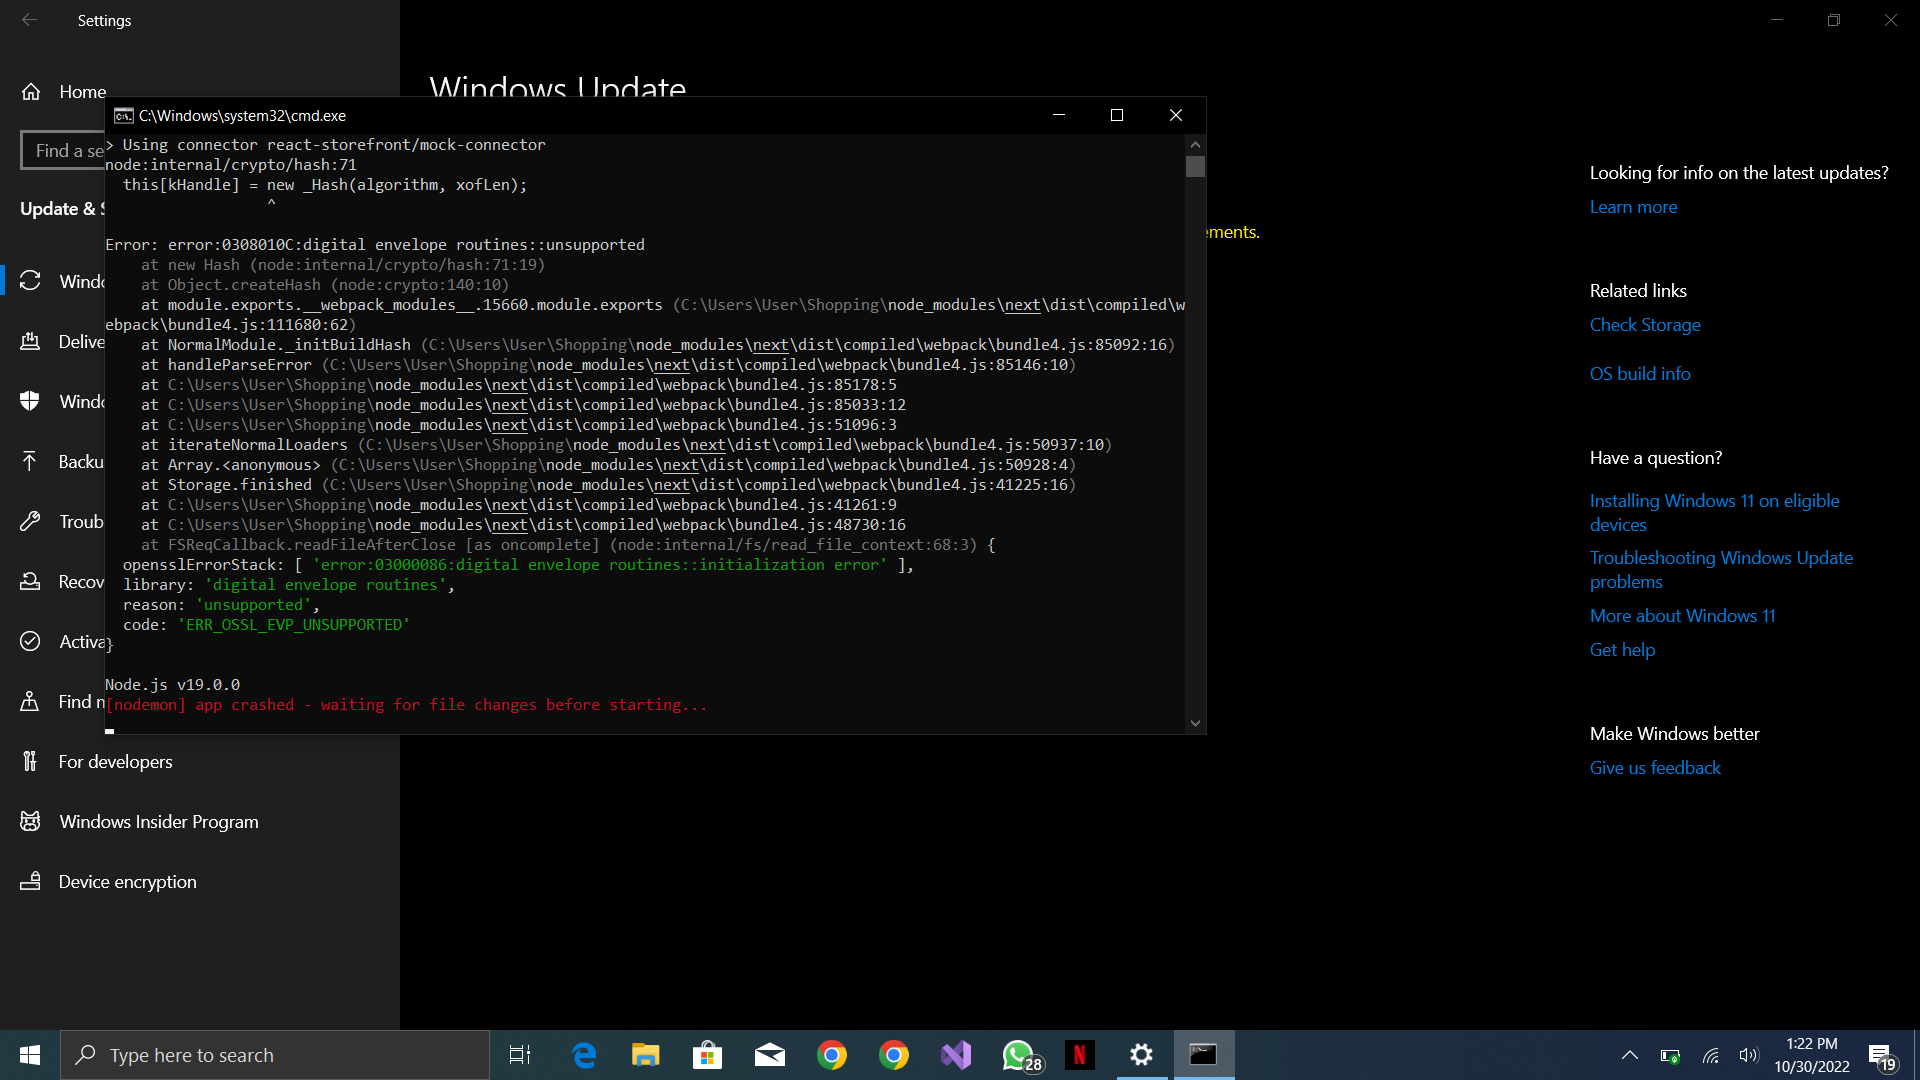 Settings
Windows Update
Home
Find a se
Update & S
Windo
Delive
Windo
Backu
Troub
Recov
Activa
Find m
For developers
Windows Insider Program
Device encryption
C:\Windows\system32\cmd.exe
> Using connector react-storefront/mock-connector
node:internal/crypto/hash:71
  this[kHandle] = new _Hash(algorithm, xofLen);
                  ^
Error: error:0308010C:digital envelope routines::unsupported
    at new Hash (node:internal/crypto/hash:71:19)
    at Object.createHash (node:crypto:140:10)
    at module.exports.__webpack_modules__.15660.module.exports (C:\Users\User\Shopping\node_modules\next\dist\compiled\w
ebpack\bundle4.js:111680:62)
    at NormalModule._initBuildHash (C:\Users\User\Shopping\node_modules\next\dist\compiled\webpack\bundle4.js:85092:16)
    at handleParseError (C:\Users\User\Shopping\node_modules\next\dist\compiled\webpack\bundle4.js:85146:10)
    at C:\Users\User\Shopping\node_modules\next\dist\compiled\webpack\bundle4.js:85178:5
    at C:\Users\User\Shopping\node_modules\next\dist\compiled\webpack\bundle4.js:85033:12
    at C:\Users\User\Shopping\node_modules\next\dist\compiled\webpack\bundle4.js:51096:3
    at iterateNormalLoaders (C:\Users\User\Shopping\node_modules\next\dist\compiled\webpack\bundle4.js:50937:10)
    at Array.<anonymous> (C:\Users\User\Shopping\node_modules\next\dist\compiled\webpack\bundle4.js:50928:4)
    at Storage.finished (C:\Users\User\Shopping\node_modules\next\dist\compiled\webpack\bundle4.js:41225:16)
    at C:\Users\User\Shopping\node_modules\next\dist\compiled\webpack\bundle4.js:41261:9
    at C:\Users\User\Shopping\node_modules\next\dist\compiled\webpack\bundle4.js:48730:16
    at FSReqCallback.readFileAfterClose [as oncomplete] (node:internal/fs/read_file_context:68:3) {
  opensslErrorStack: [ 'error:03000086:digital envelope routines::initialization error' ],
  library: 'digital envelope routines',
  reason: 'unsupported',
  code: 'ERR_OSSL_EVP_UNSUPPORTED'
}
Node.js v19.0.0
[nodemon] app crashed - waiting for file changes before starting...
ements.
Looking for info on the latest updates?
Learn more
Related links
Check Storage
OS build info
Have a question?
Installing Windows 11 on eligible
devices
Troubleshooting Windows Update
problems
More about Windows 11
Get help
Make Windows better
Give us feedback
Type here to search
28
N
1:22 PM
10/30/2022
19